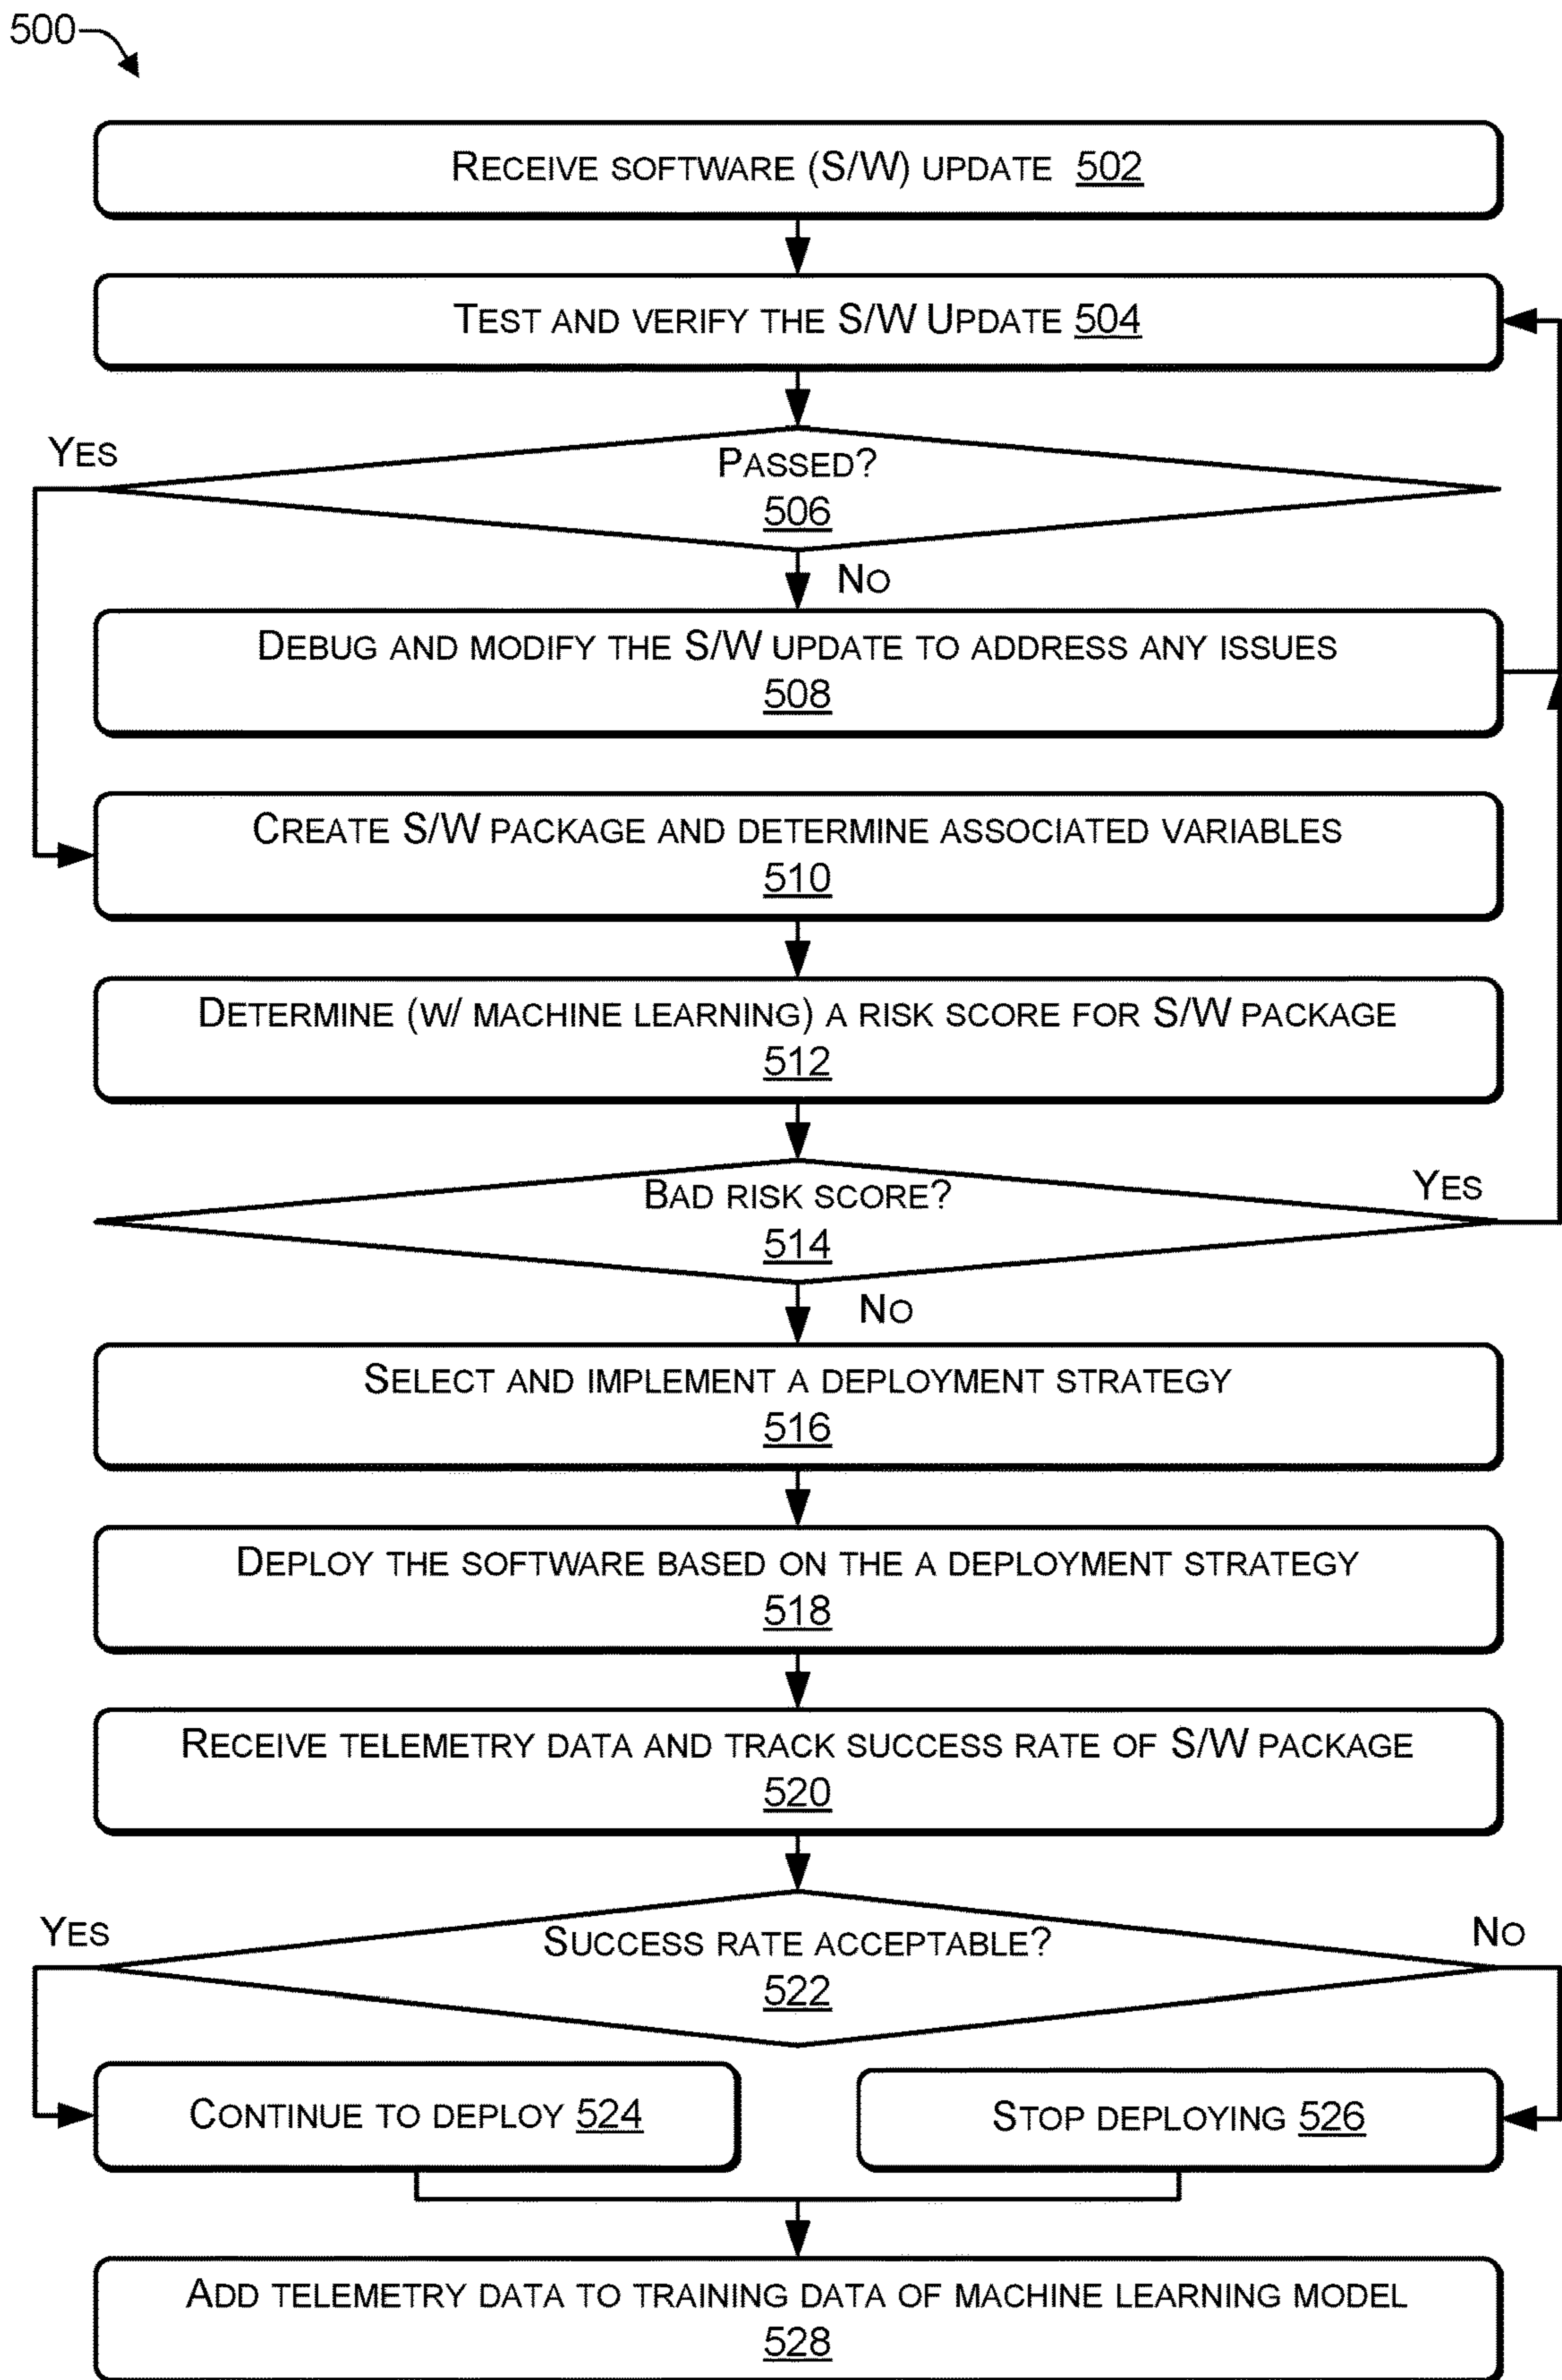 500
RECEIVE SOFTWARE (S/W) UPDATE 502
TEST AND VERIFY THE S/W UPDATE 504
YES
PASSED?
506
NO
DEBUG AND MODIFY THE S/W UPDATE TO ADDRESS ANY ISSUES
508
CREATE S/W PACKAGE AND DETERMINE ASSOCIATED VARIABLES
510
DETERMINE (W/ MACHINE LEARNING) A RISK SCORE FOR S/W PACKAGE
512
BAD RISK SCORE?
YES
514
NO
SELECT AND IMPLEMENT A DEPLOYMENT STRATEGY
516
DEPLOY THE SOFTWARE BASED ON THE A DEPLOYMENT STRATEGY
518
RECEIVE TELEMETRY DATA AND TRACK SUCCESS RATE OF S/W PACKAGE
520
YES
SUCCESS RATE ACCEPTABLE?
NO
522
CONTINUE TO DEPLOY 524
STOP DEPLOYING 526
ADD TELEMETRY DATA TO TRAINING DATA OF MACHINE LEARNING MODEL
528